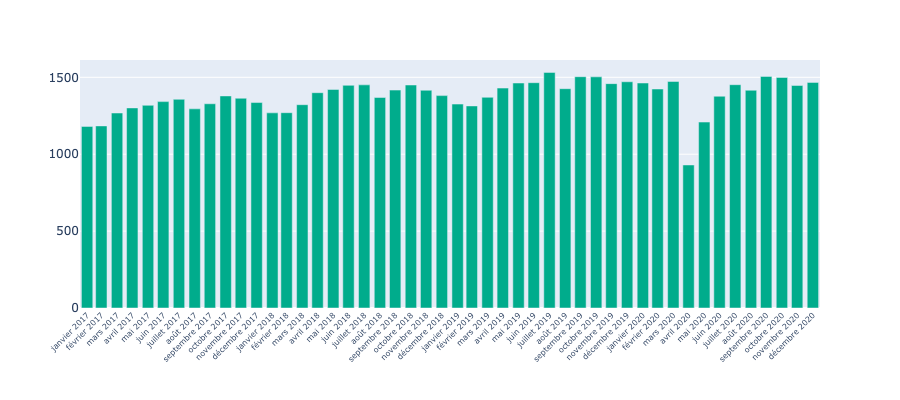 1500
1000
500
0
janvier 2017
février 2017
mars 2017
avril 2017
mai 2017
juin 2017
juillet 2017
août 2017
septembre 2017
octobre 2017
novembre 2017
décembre 2017
janvier 2018
février 2018
mars 2018
avril 2018
mai 2018
juin 2018
juillet 2018
août 2018
septembre 2018
octobre 2018
novembre 2018
décembre 2018
janvier 2019
février 2019
mars 2019
avril 2019
mai 2019
juin 2019
juillet 2019
août 2019
septembre 2019
octobre 2019
novembre 2019
décembre 2019
janvier 2020
février 2020
mars 2020
avril 2020
mai 2020
juin 2020
juillet 2020
août 2020
septembre 2020
octobre 2020
novembre 2020
décembre 2020